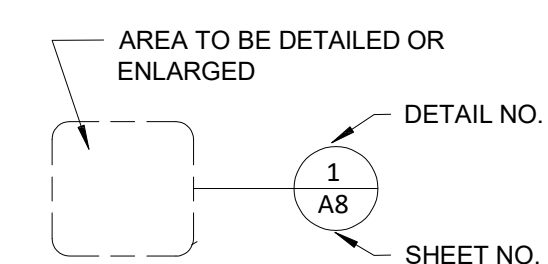 AREA TO BE DETAILED OR
ENLARGED
DETAIL NO.
1
A8
SHEET NO.